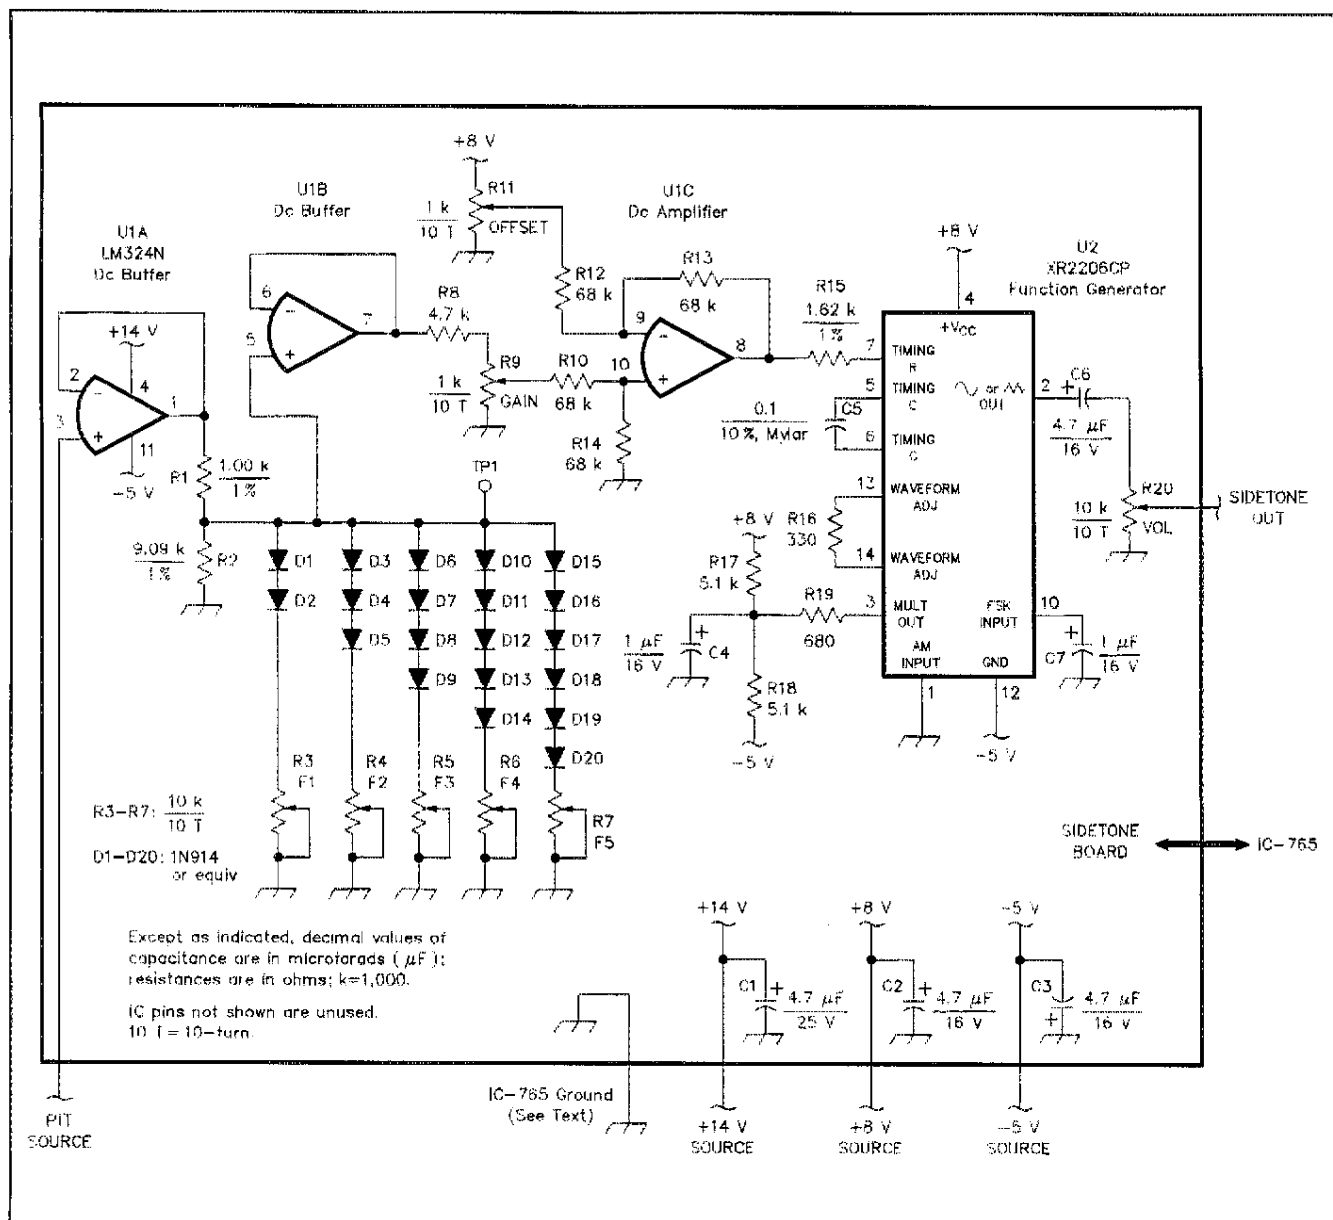 U1A
LM324N
Dc Buffer
+14 V
2
3
4
1
11
-5 V
R1
1.00 k
1%
9.09 k
1%
R2
U1B
Dc Buffer
6
5
7
R8
4.7 k
R9
1 k
10 T
GAIN
+8 V
R11
1 k
10 T
OFFSET
R12
68 k
R10
68 k
R14
68 k
U1C
Dc Amplifier
R13
68 k
9
10
8
R15
1.62 k
1%
TP1
D1
D2
R3
F1
D3
D4
D5
R4
F2
D6
D7
D8
D9
R5
F3
D10
D11
D12
D13
D14
R6
F4
D15
D16
D17
D18
D19
D20
R7
F5
R3-R7: 10 k
10 T
D1-D20: 1N914
or equiv
+8 V
U2
XR2206CP
Function Generator
4
+VCC
7
TIMING
R
5
TIMING
C
6
TIMING
C
13
WAVEFORM
ADJ
14
WAVEFORM
ADJ
3
MULT
OUT
AM
INPUT
1
or
OUT
2
FSK
INPUT
10
GND
12
-5 V
0.1
10%, Mylar
C5
R16
330
+8 V
R17
5.1 k
R19
680
1 µF
16 V
+
C4
R18
5.1 k
-5 V
C6
+
4.7 µF
16 V
10 k
10 T
R20
VOL
SIDETONE
OUT
+
C7
1 µF
16 V
SIDETONE
BOARD
IC-765
Except as indicated, decimal values of
capacitance are in microfarads (µF);
resistances are in ohms; k=1,000.
IC pins not shown are unused.
10 T = 10-turn.
+14 V
C1
+
4.7 µF
25 V
+8 V
C2
+
4.7 µF
16 V
-5 V
C3
+
4.7 µF
16 V
PIT
SOURCE
IC-765 Ground
(See Text)
+14 V
SOURCE
+8 V
SOURCE
-5 V
SOURCE